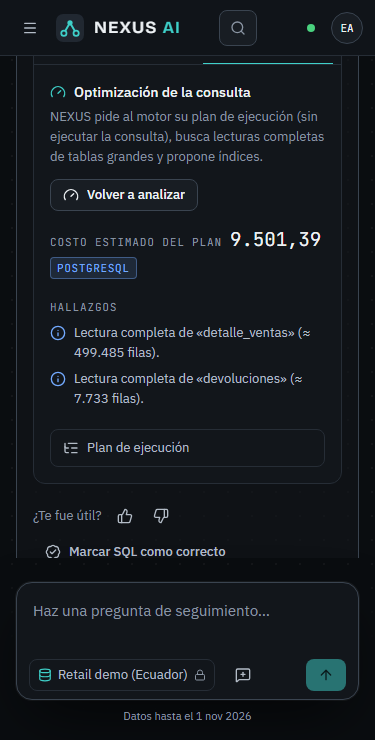 NEXUS AI
EA
Optimización de la consulta
NEXUS pide al motor su plan de ejecución (sin
ejecutar la consulta), busca lecturas completas
de tablas grandes y propone índices.
Volver a analizar
COSTO ESTIMADO DEL PLAN 9.501,39
POSTGRESQL
HALLAZGOS
Lectura completa de «detalle_ventas» (≈
499.485 filas).
Lectura completa de «devoluciones» (≈
7.733 filas).
Plan de ejecución
¿Te fue útil?
Marcar SQL como correcto
Haz una pregunta de seguimiento...
Retail demo (Ecuador)
Datos hasta el 1 nov 2026